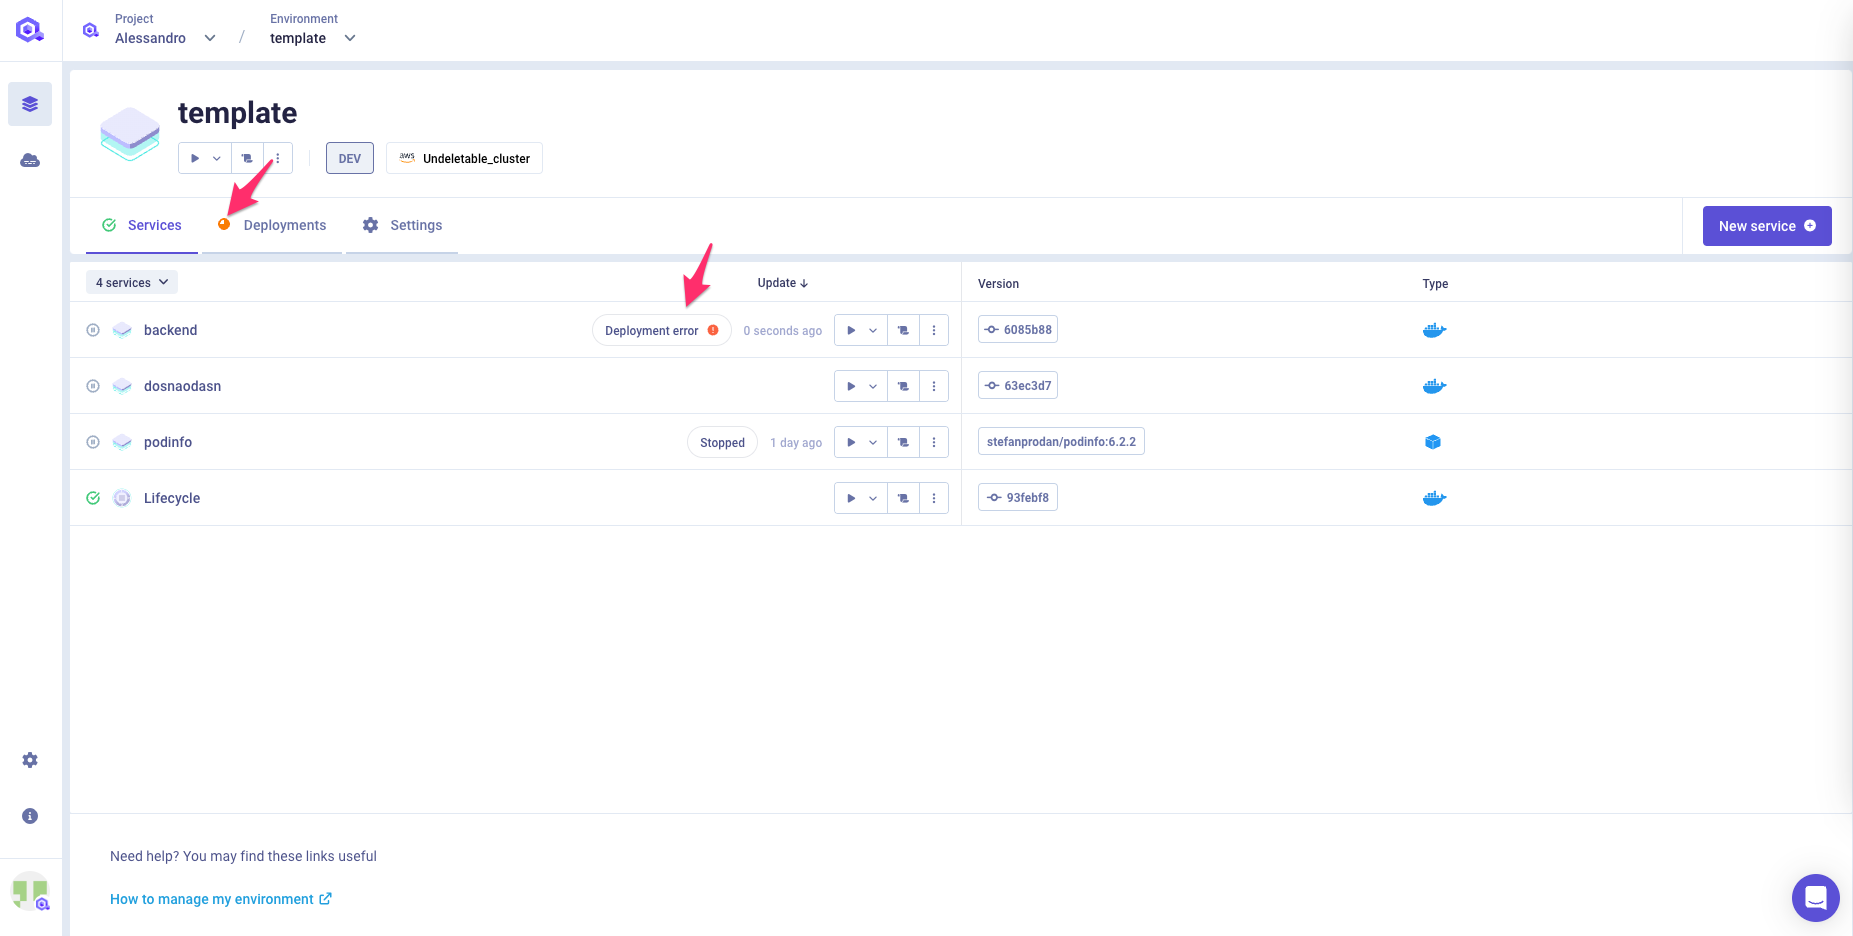 Project
Alessandro
/
Environment
template
template
DEV
aws
Undeletable_cluster
Services
Deployments
Settings
New service
4 services
Update
Version
Type
backend
Deployment error
0 seconds ago
6085b88
dosnaodasn
63ec3d7
podinfo
Stopped
1 day ago
stefanprodan/podinfo:6.2.2
Lifecycle
93febf8
Need help? You may find these links useful
How to manage my environment